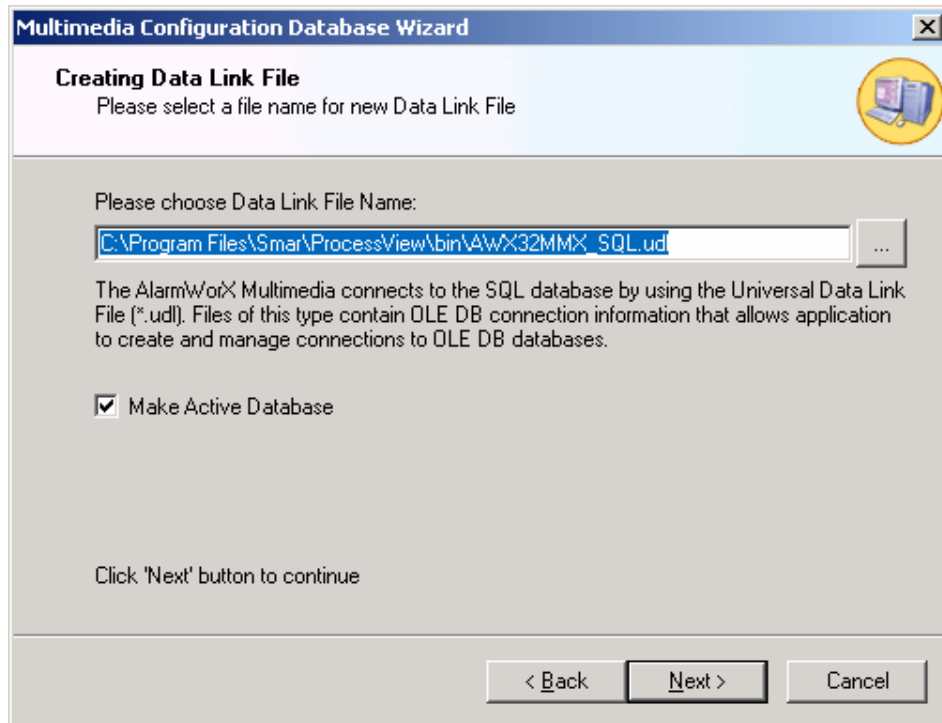 Multimedia Configuration Database Wizard
Creating Data Link File
Please select a file name for new Data Link File
Please choose Data Link File Name:
C:\Program Files\Smar\ProcessView\bin\AWX32MMX_SQL.udl
...
The AlarmWorX Multimedia connects to the SQL database by using the Universal Data Link
File (*.udl). Files of this type contain OLE DB connection information that allows application
to create and manage connections to OLE DB databases.
Make Active Database
Click 'Next' button to continue
< Back
Next >
Cancel